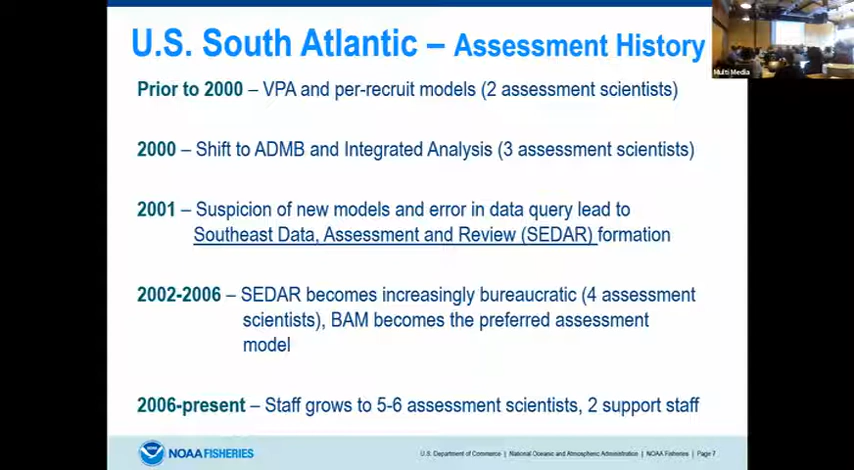 U.S. South Atlantic – Assessment History
Multi Media
Prior to 2000 – VPA and per-recruit models (2 assessment scientists)
2000 – Shift to ADMB and Integrated Analysis (3 assessment scientists)
2001 – Suspicion of new models and error in data query lead to
Southeast Data, Assessment and Review (SEDAR) formation
2002-2006 – SEDAR becomes increasingly bureaucratic (4 assessment
scientists), BAM becomes the preferred assessment
model
2006-present – Staff grows to 5-6 assessment scientists, 2 support staff
NOAA FISHERIES
U.S. Department of Commerce | National Oceanic and Atmospheric Administration | NOAA Fisheries | Page 7